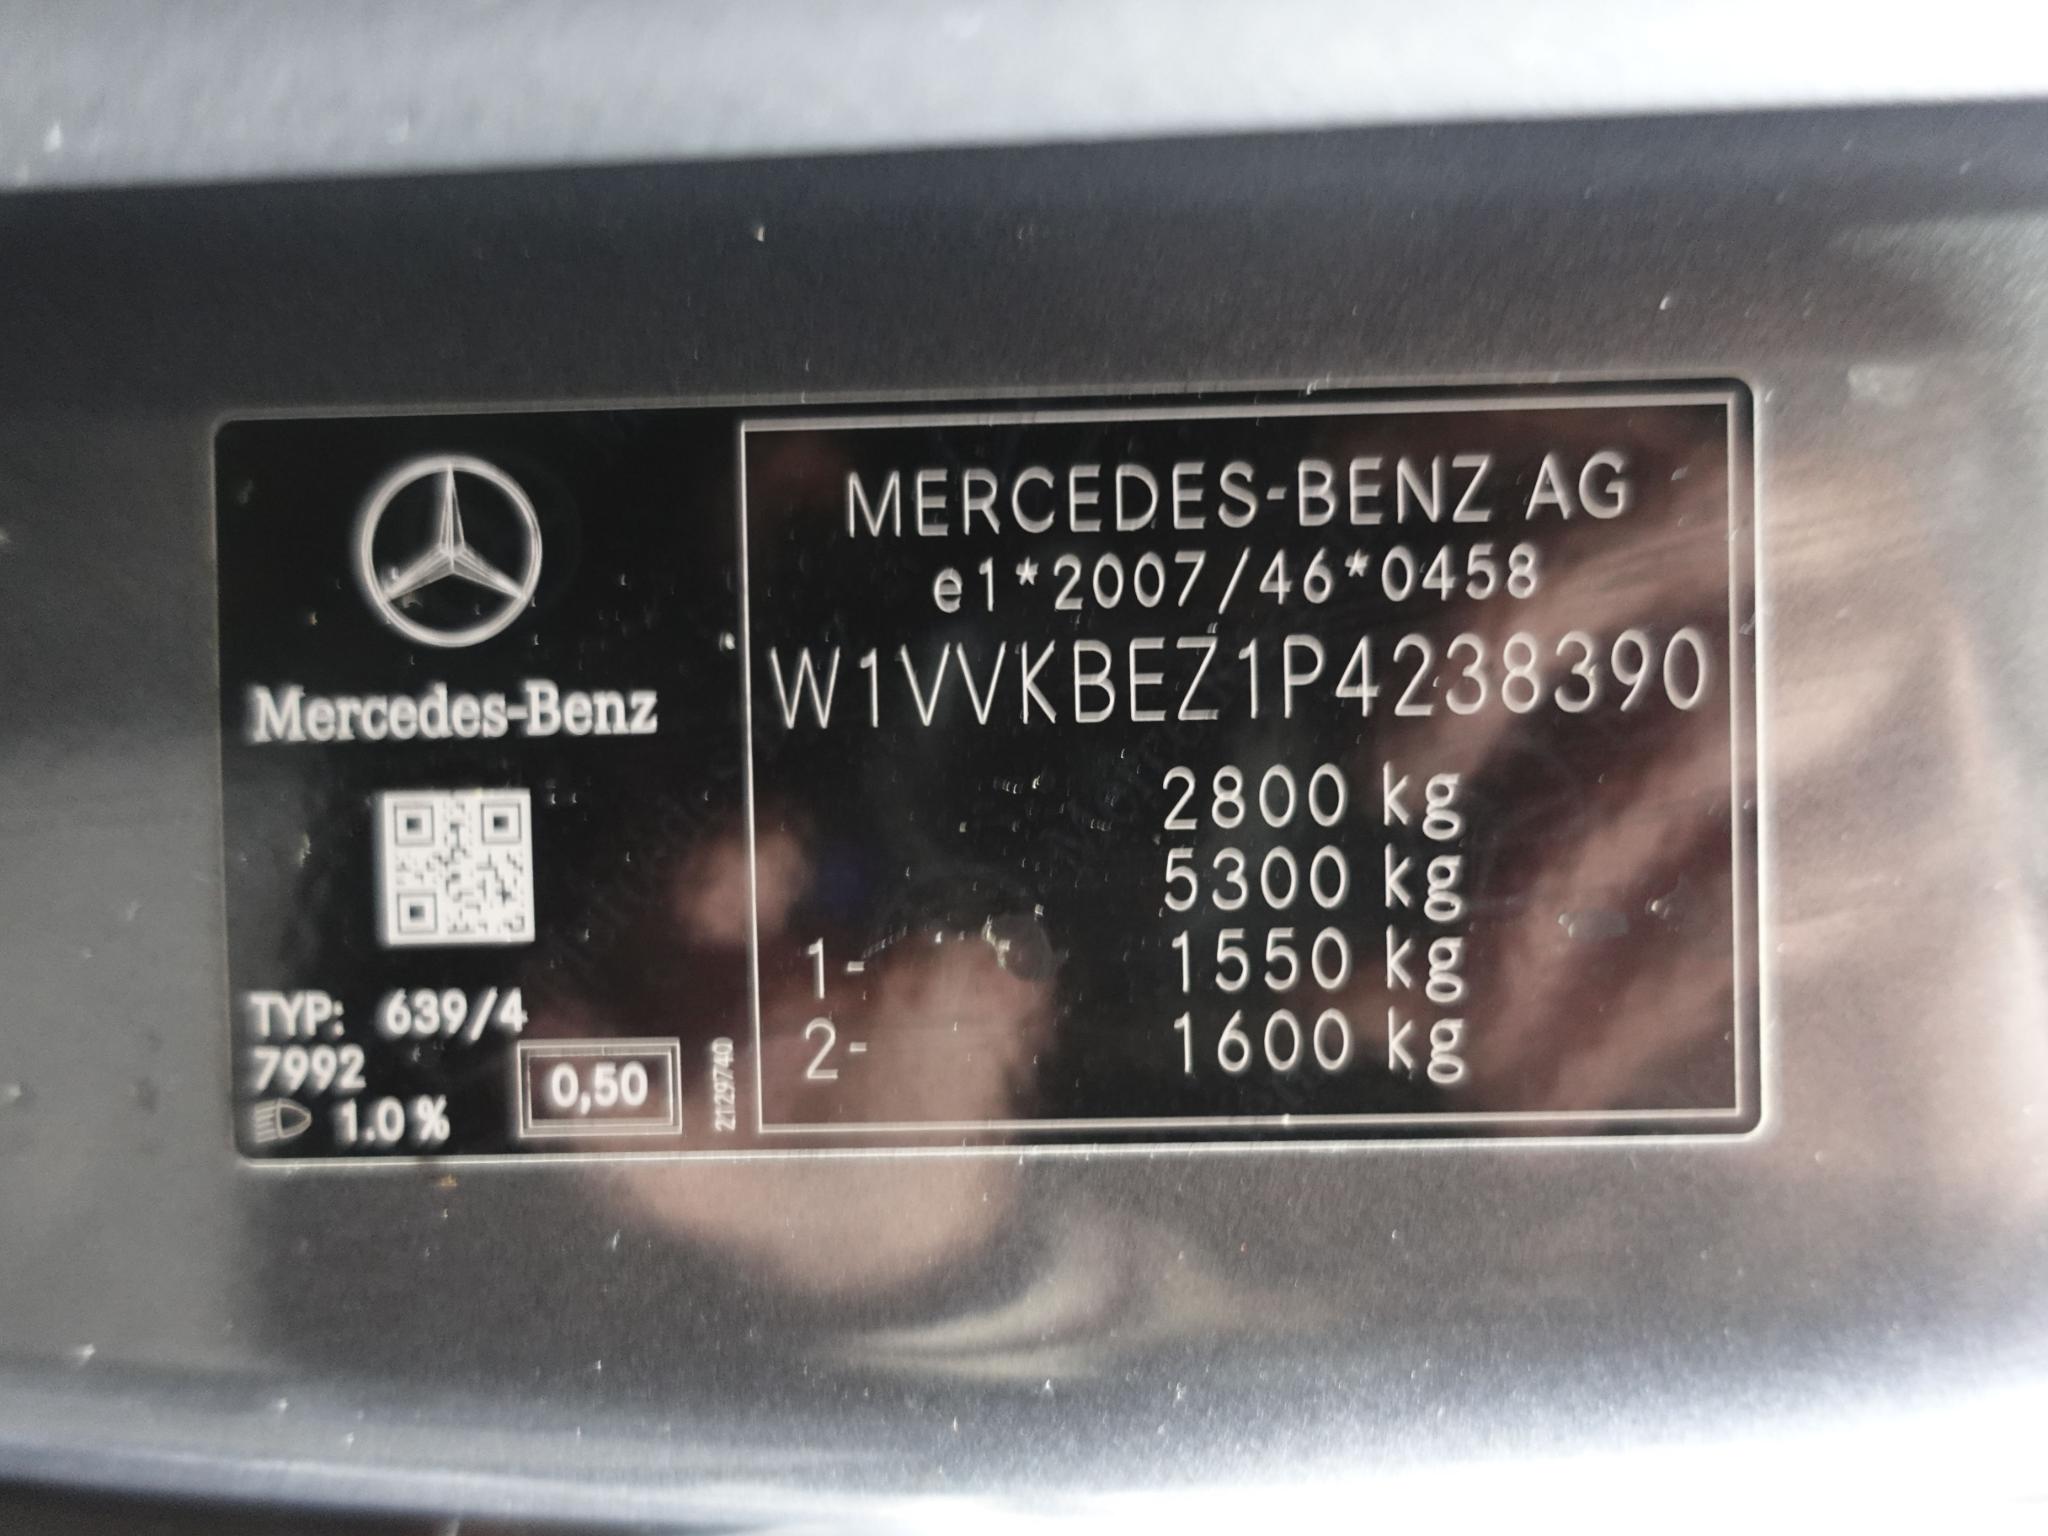 Mercedes-Benz
TYP: 639/4
7992
1.0 %
0,50
2129740
MERCEDES-BENZ AG
e1*2007/46*0458
W1VVKBEZ1P4238390
2800 kg
5300 kg
1- 1550 kg
2- 1600 kg